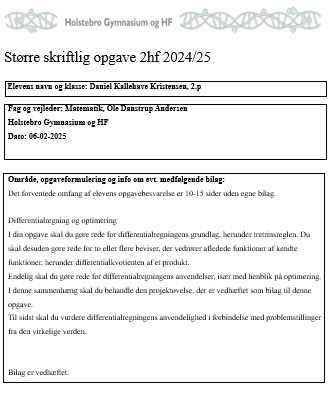 Holstebro Gymnasium og HF
Større skriftlig opgave 2hf 2024/25
Elevens navn og klasse: Daniel Kallehave Kristensen, 2.p
Fag og vejleder: Matematik, Ole Danstrup Andersen
Holstebro Gymnasium og HF
Dato: 06-02-2025
Område, opgaveformulering og info om evt. medfølgende bilag:
Det forventede omfang af elevens opgavebesvarelse er 10-15 sider uden egne bilag.
Differentialregning og optimering
I din opgave skal du gøre rede for differentialregningens grundlag, herunder tretrinsreglen. Du
skal desuden gøre rede for to eller flere beviser, der vedrører afledede funktioner af kendte
funktioner, herunder differentialkvotienten af et produkt.
Endelig skal du gøre rede for differentialregningens anvendelser, især med henblik på optimering.
I denne sammenhæng skal du behandle den projektøvelse, der er vedhæftet som bilag til denne
opgave.
Til sidst skal du vurdere differentialregningens anvendelighed i forbindelse med problemstillinger
fra den virkelige verden.
Bilag er vedhæftet.